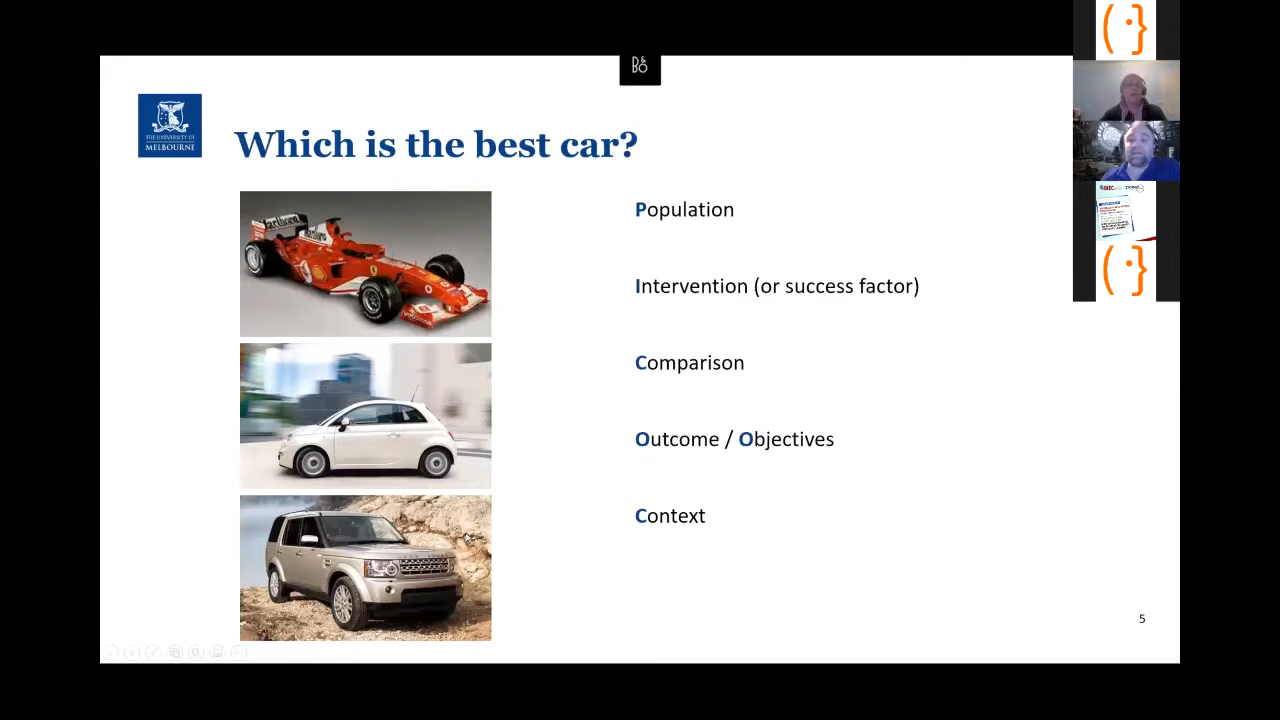 B&O
THE UNIVERSITY OF
MELBOURNE
Which is the best car?
Marlboro
Population
Intervention (or success factor)
Comparison
Outcome / Objectives
Context
5